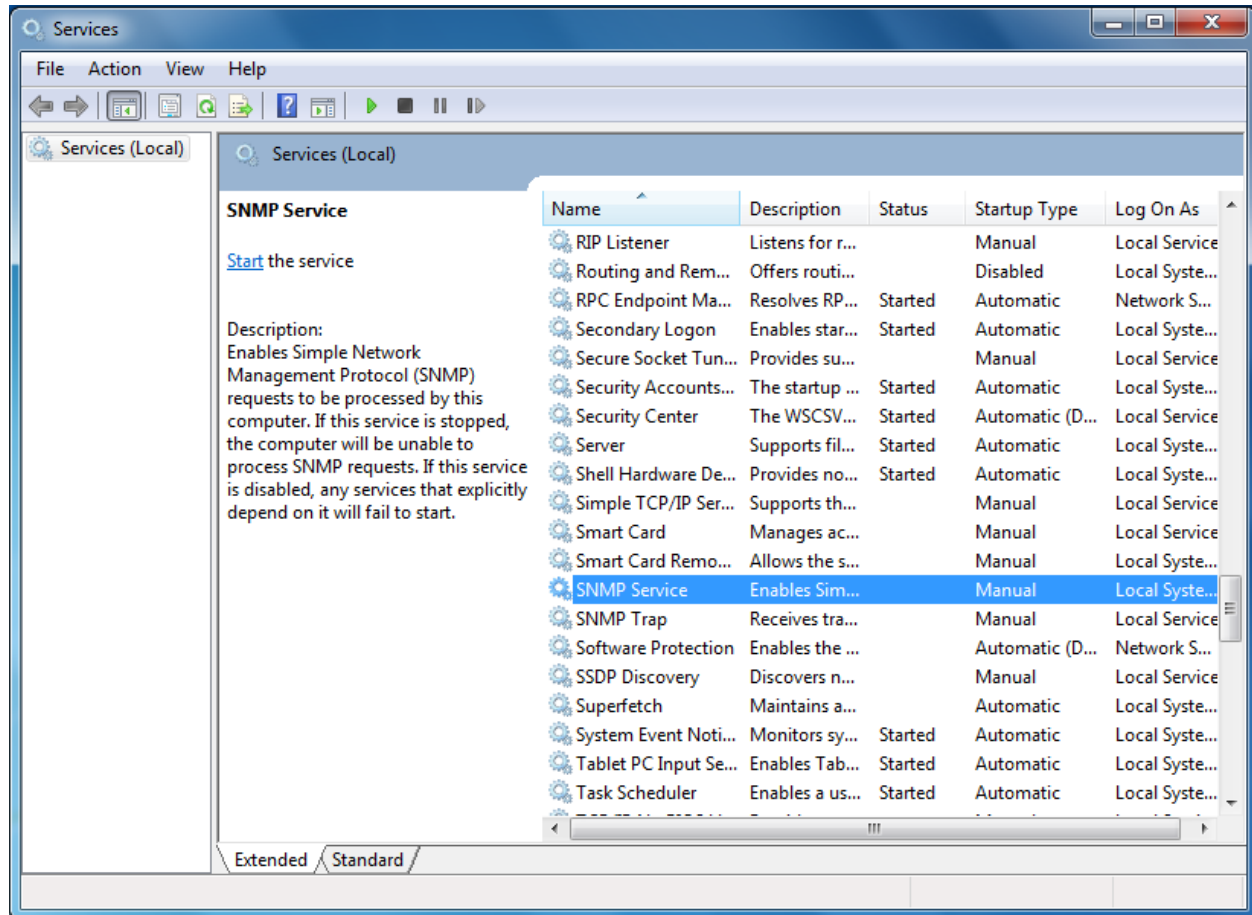 Services
File Action View Help
Services (Local)
Services (Local)
SNMP Service
Start the service
Description:
Enables Simple Network
Management Protocol (SNMP)
requests to be processed by this
computer. If this service is stopped,
the computer will be unable to
process SNMP requests. If this service
is disabled, any services that explicitly
depend on it will fail to start.
Name Description Status Startup Type Log On As
RIP Listener Listens for r... Manual Local Service
Routing and Rem... Offers routi... Disabled Local Syste...
RPC Endpoint Ma... Resolves RP... Started Automatic Network S...
Secondary Logon Enables star... Started Automatic Local Syste...
Secure Socket Tun... Provides su... Manual Local Service
Security Accounts... The startup ... Started Automatic Local Syste...
Security Center The WSCSV... Started Automatic (D... Local Service
Server Supports fil... Started Automatic Local Syste...
Shell Hardware De... Provides no... Started Automatic Local Syste...
Simple TCP/IP Ser... Supports th... Manual Local Service
Smart Card Manages ac... Manual Local Service
Smart Card Remo... Allows the s... Manual Local Syste...
SNMP Service Enables Sim... Manual Local Syste...
SNMP Trap Receives tra... Manual Local Service
Software Protection Enables the ... Automatic (D... Network S...
SSDP Discovery Discovers n... Manual Local Service
Superfetch Maintains a... Automatic Local Syste...
System Event Noti... Monitors sy... Started Automatic Local Syste...
Tablet PC Input Se... Enables Tab... Started Automatic Local Syste...
Task Scheduler Enables a us... Started Automatic Local Syste...
Extended Standard